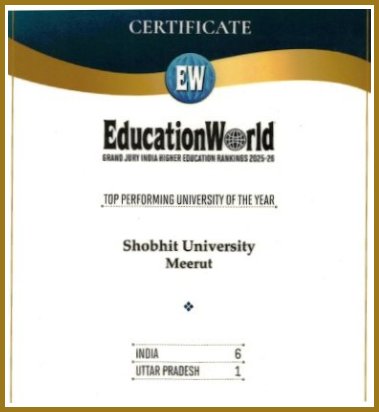 CERTIFICATE
EW
EducationWorld
GRAND JURY INDIA HIGHER EDUCATION RANKINGS 2025-26
TOP PERFORMING UNIVERSITY OF THE YEAR
Shobhit University
Meerut
INDIA 6
UTTAR PRADESH 1